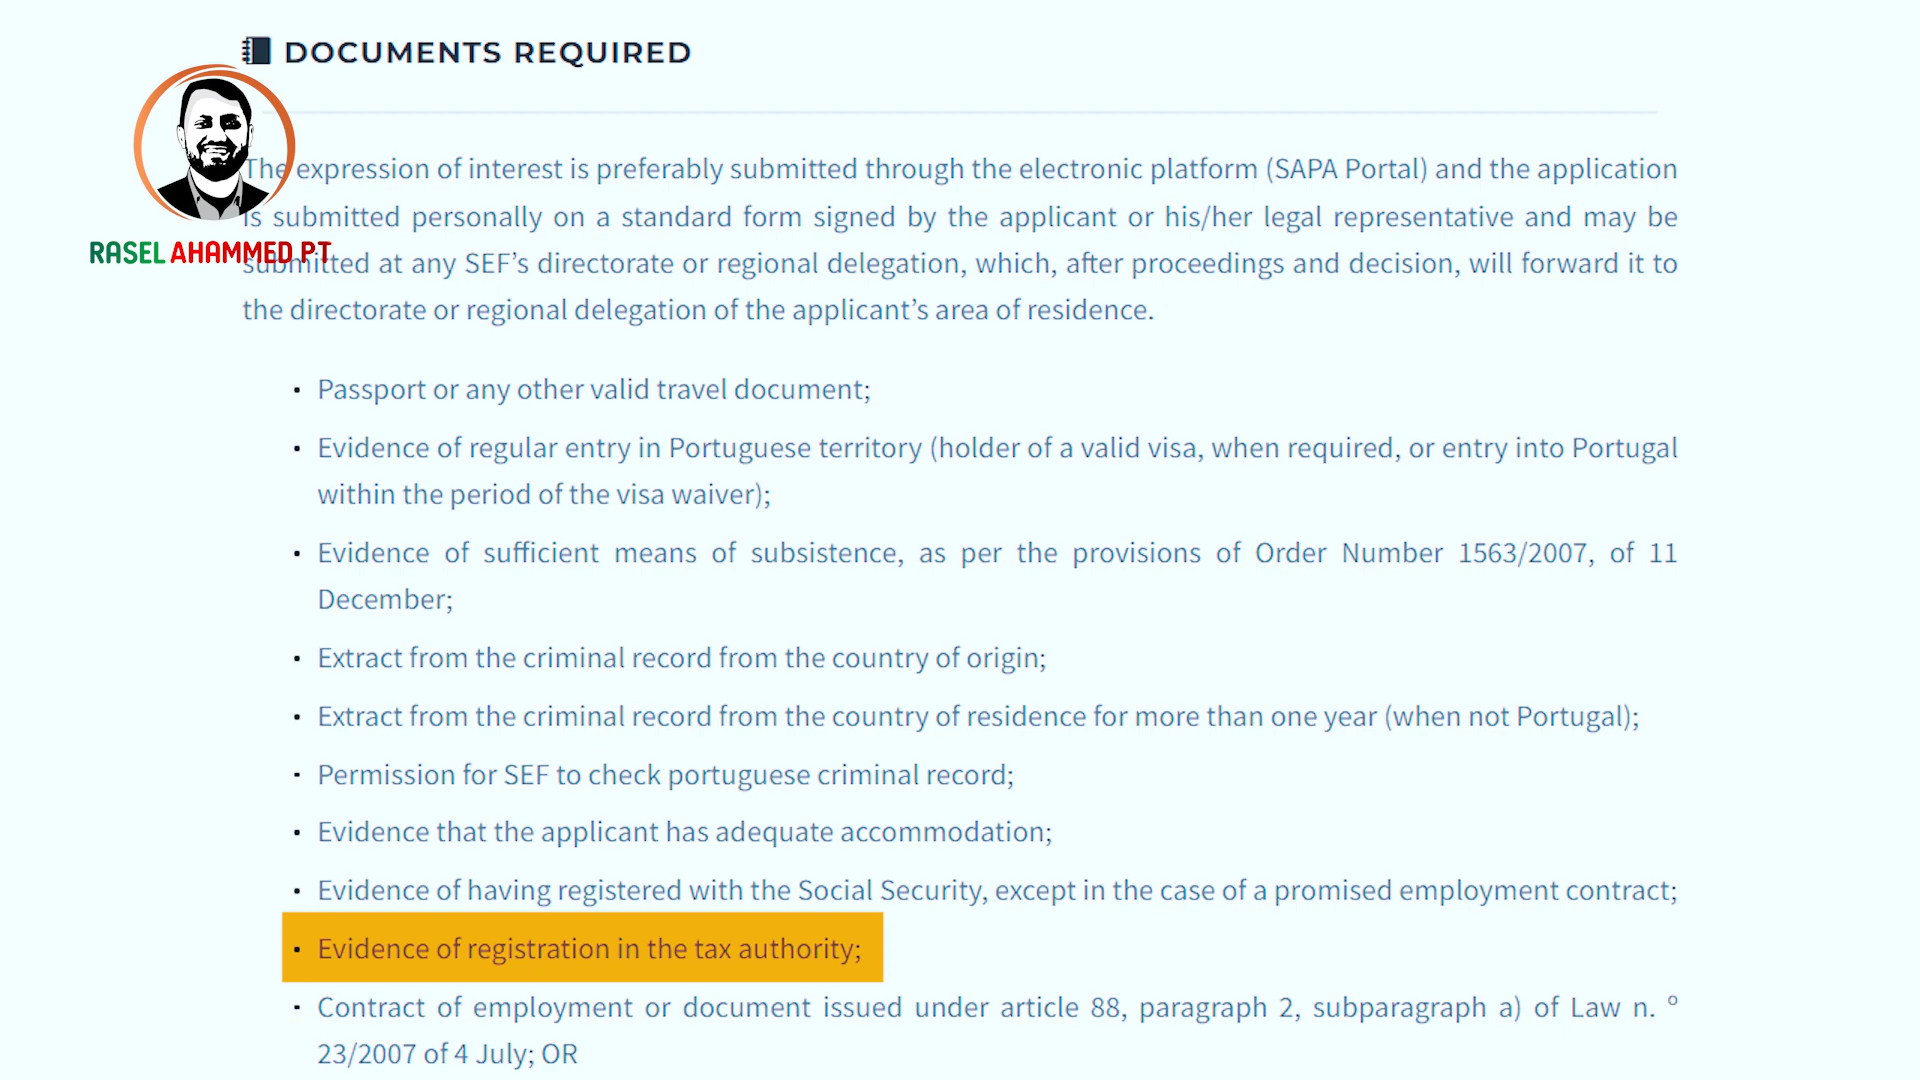 DOCUMENTS REQUIRED
The expression of interest is preferably submitted through the electronic platform (SAPA Portal) and the application
is submitted personally on a standard form signed by the applicant or his/her legal representative and may be
RASEL AHAMMED PT
submitted at any SEF’s directorate or regional delegation, which, after proceedings and decision, will forward it to
the directorate or regional delegation of the applicant’s area of residence.
• Passport or any other valid travel document;
• Evidence of regular entry in Portuguese territory (holder of a valid visa, when required, or entry into Portugal
within the period of the visa waiver);
• Evidence of sufficient means of subsistence, as per the provisions of Order Number 1563/2007, of 11
December;
• Extract from the criminal record from the country of origin;
• Extract from the criminal record from the country of residence for more than one year (when not Portugal);
• Permission for SEF to check portuguese criminal record;
• Evidence that the applicant has adequate accommodation;
• Evidence of having registered with the Social Security, except in the case of a promised employment contract;
• Evidence of registration in the tax authority;
• Contract of employment or document issued under article 88, paragraph 2, subparagraph a) of Law n. º
23/2007 of 4 July; OR